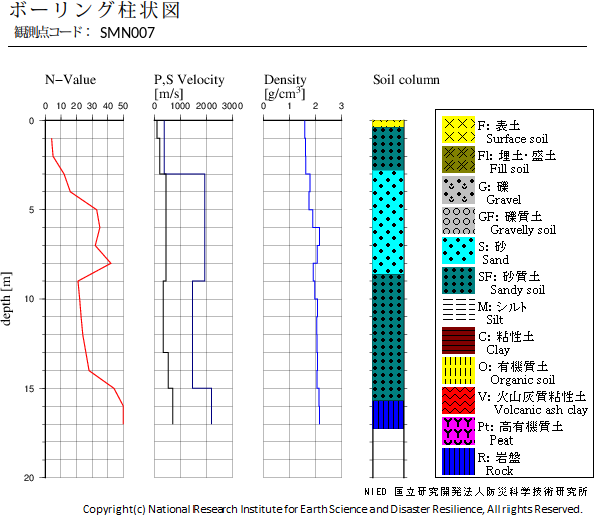 ボーリング柱状図
観測点コード： SMN007
N−Value
P,S Velocity
[m/s]
Density
[g/cm3]
Soil column
0 10 20 30 40 50
0 1000 2000 3000
0 1 2 3
0
5
10
15
20
depth [m]
F: 表土
Surface soil
Fl: 埋土・盛土
Fill soil
G: 礫
Gravel
GF: 礫質土
Gravelly soil
S: 砂
Sand
SF: 砂質土
Sandy soil
M: シルト
Silt
C: 粘性土
Clay
O: 有機質土
Organic soil
V: 火山灰質粘性土
Volcanic ash clay
Pt: 高有機質土
Peat
R: 岩盤
Rock
NIED 国立研究開発法人防災科学技術研究所
Copyright(c) National Research Institute for Earth Science and Disaster Resilience, All rights Reserved.